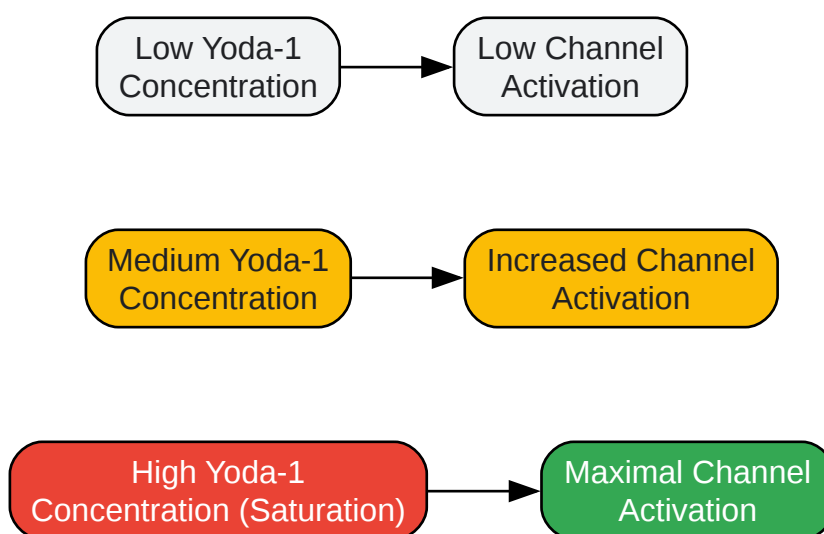 Low Yoda-1
Concentration
Low Channel
Activation
Medium Yoda-1
Concentration
Increased Channel
Activation
High Yoda-1
Concentration (Saturation)
Maximal Channel
Activation